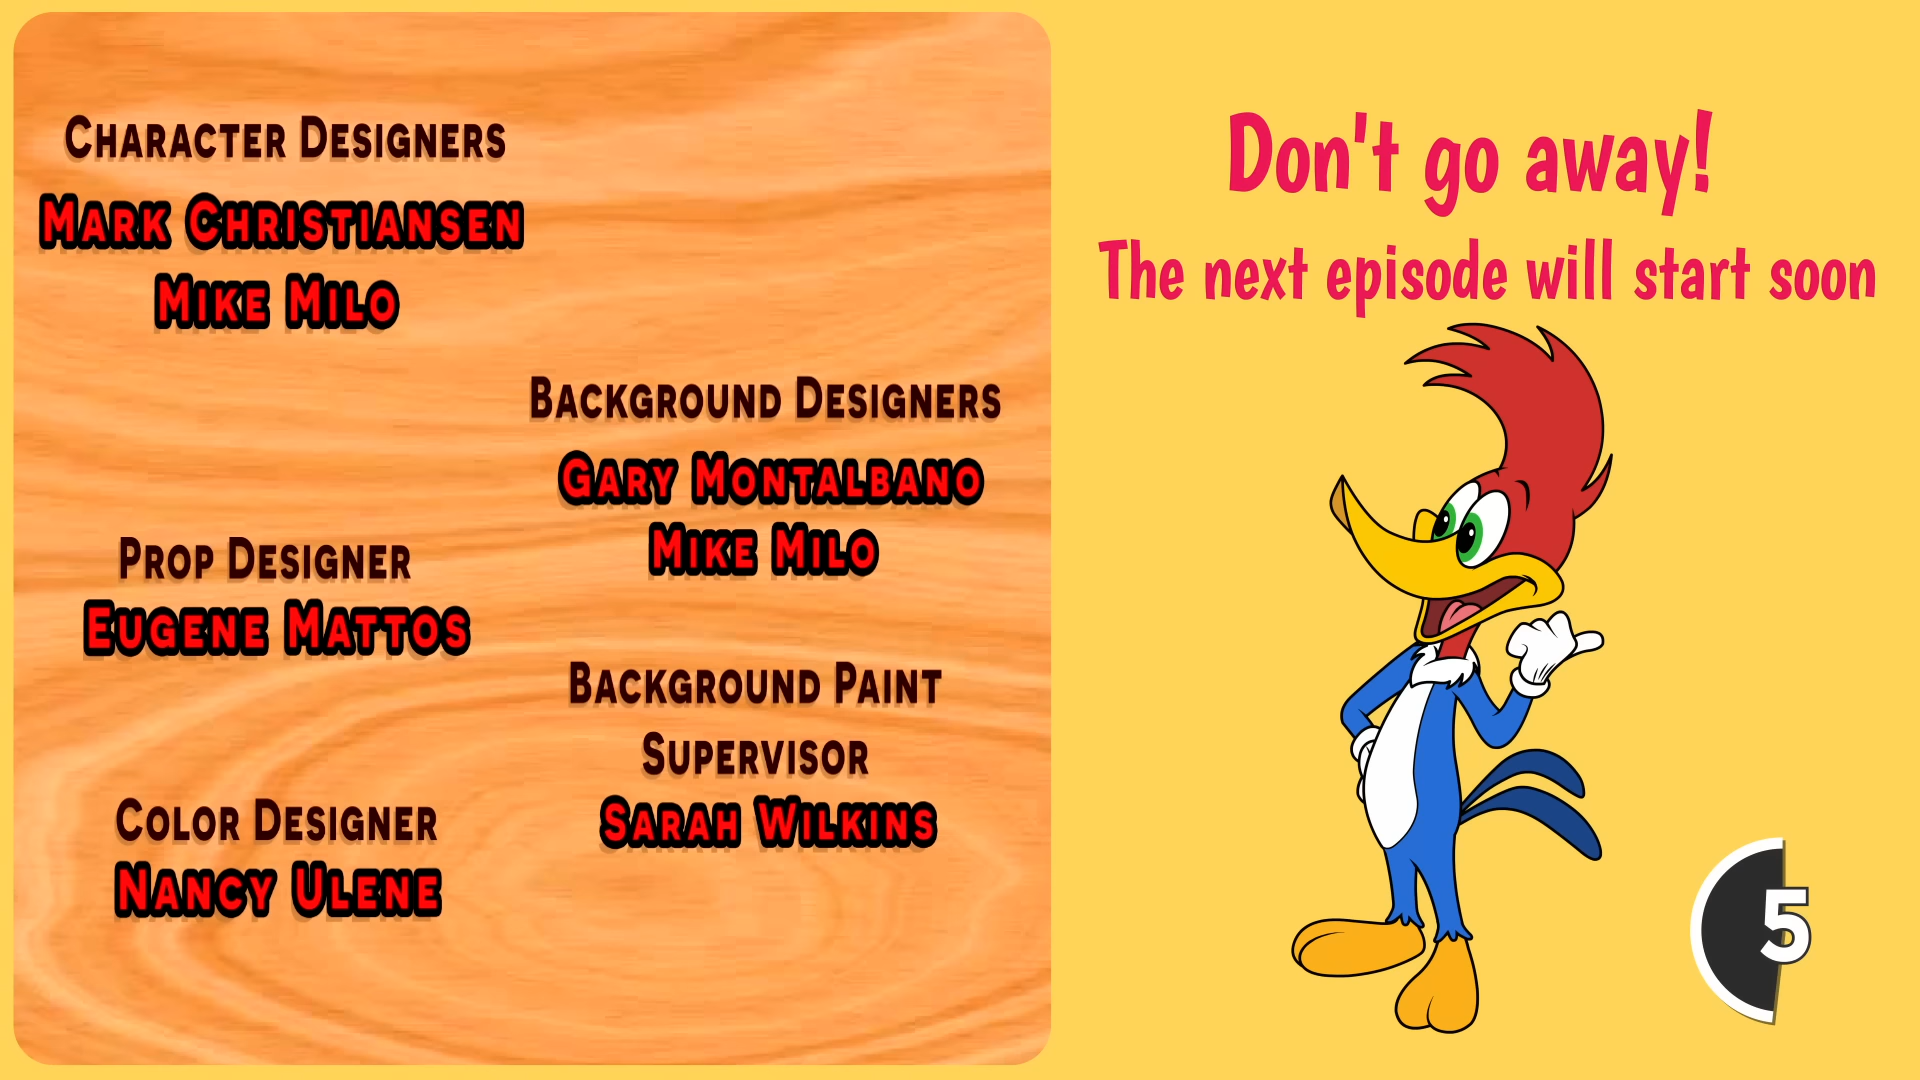 Character Designers
Mark Christiansen
Mike Milo
Prop Designer
Eugene Mattos
Color Designer
Nancy Ulene
Background Designers
Gary Montalbano
Mike Milo
Background Paint
Supervisor
Sarah Wilkins
Don't go away!
The next episode will start soon
5